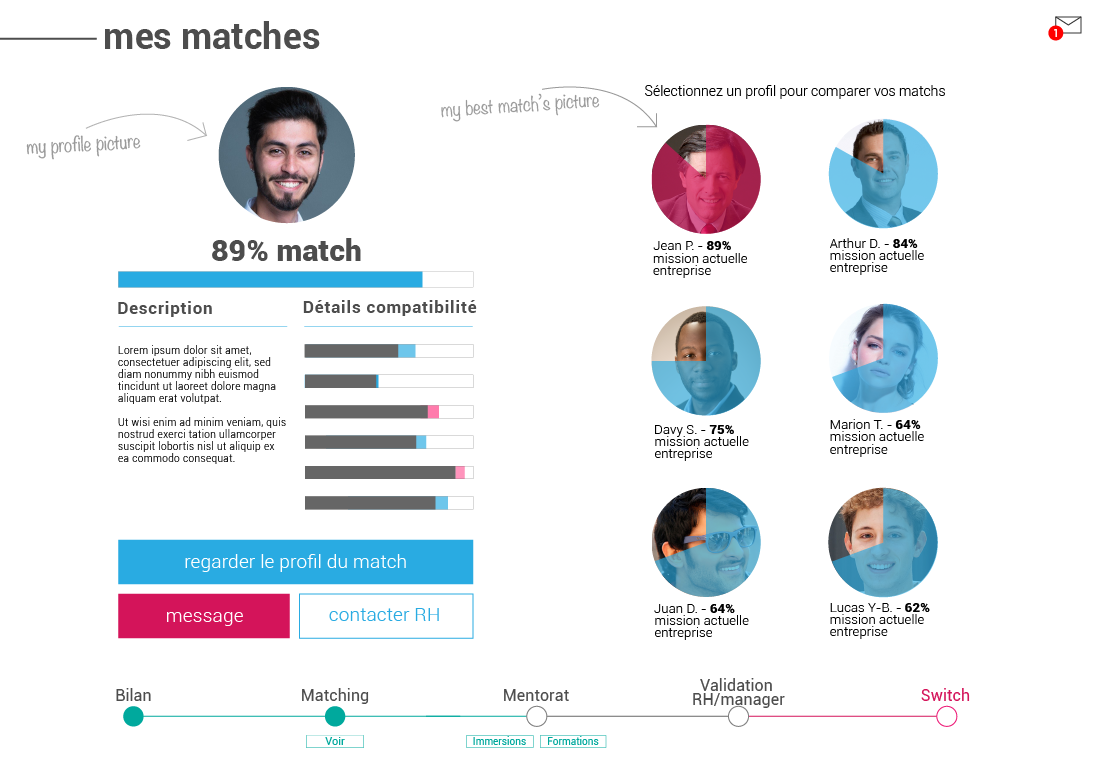 mes matches
1
my profile picture
my best match's picture
Sélectionnez un profil pour comparer vos matchs
89% match
Description
Détails compatibilité
Lorem ipsum dolor sit amet,
consectetuer adipiscing elit, sed
diam nonummy nibh euismod
tincidunt ut laoreet dolore magna
aliquam erat volutpat.
Ut wisi enim ad minim veniam, quis
nostrud exerci tation ullamcorper
suscipit lobortis nisl ut aliquip ex
ea commodo consequat.
regarder le profil du match
message
contacter RH
Jean P. - 89%
mission actuelle
entreprise
Arthur D. - 84%
mission actuelle
entreprise
Davy S. - 75%
mission actuelle
entreprise
Marion T. - 64%
mission actuelle
entreprise
Juan D. - 64%
mission actuelle
entreprise
Lucas Y-B. - 62%
mission actuelle
entreprise
Bilan
Matching
Mentorat
Validation
RH/manager
Switch
Voir
Immersions
Formations